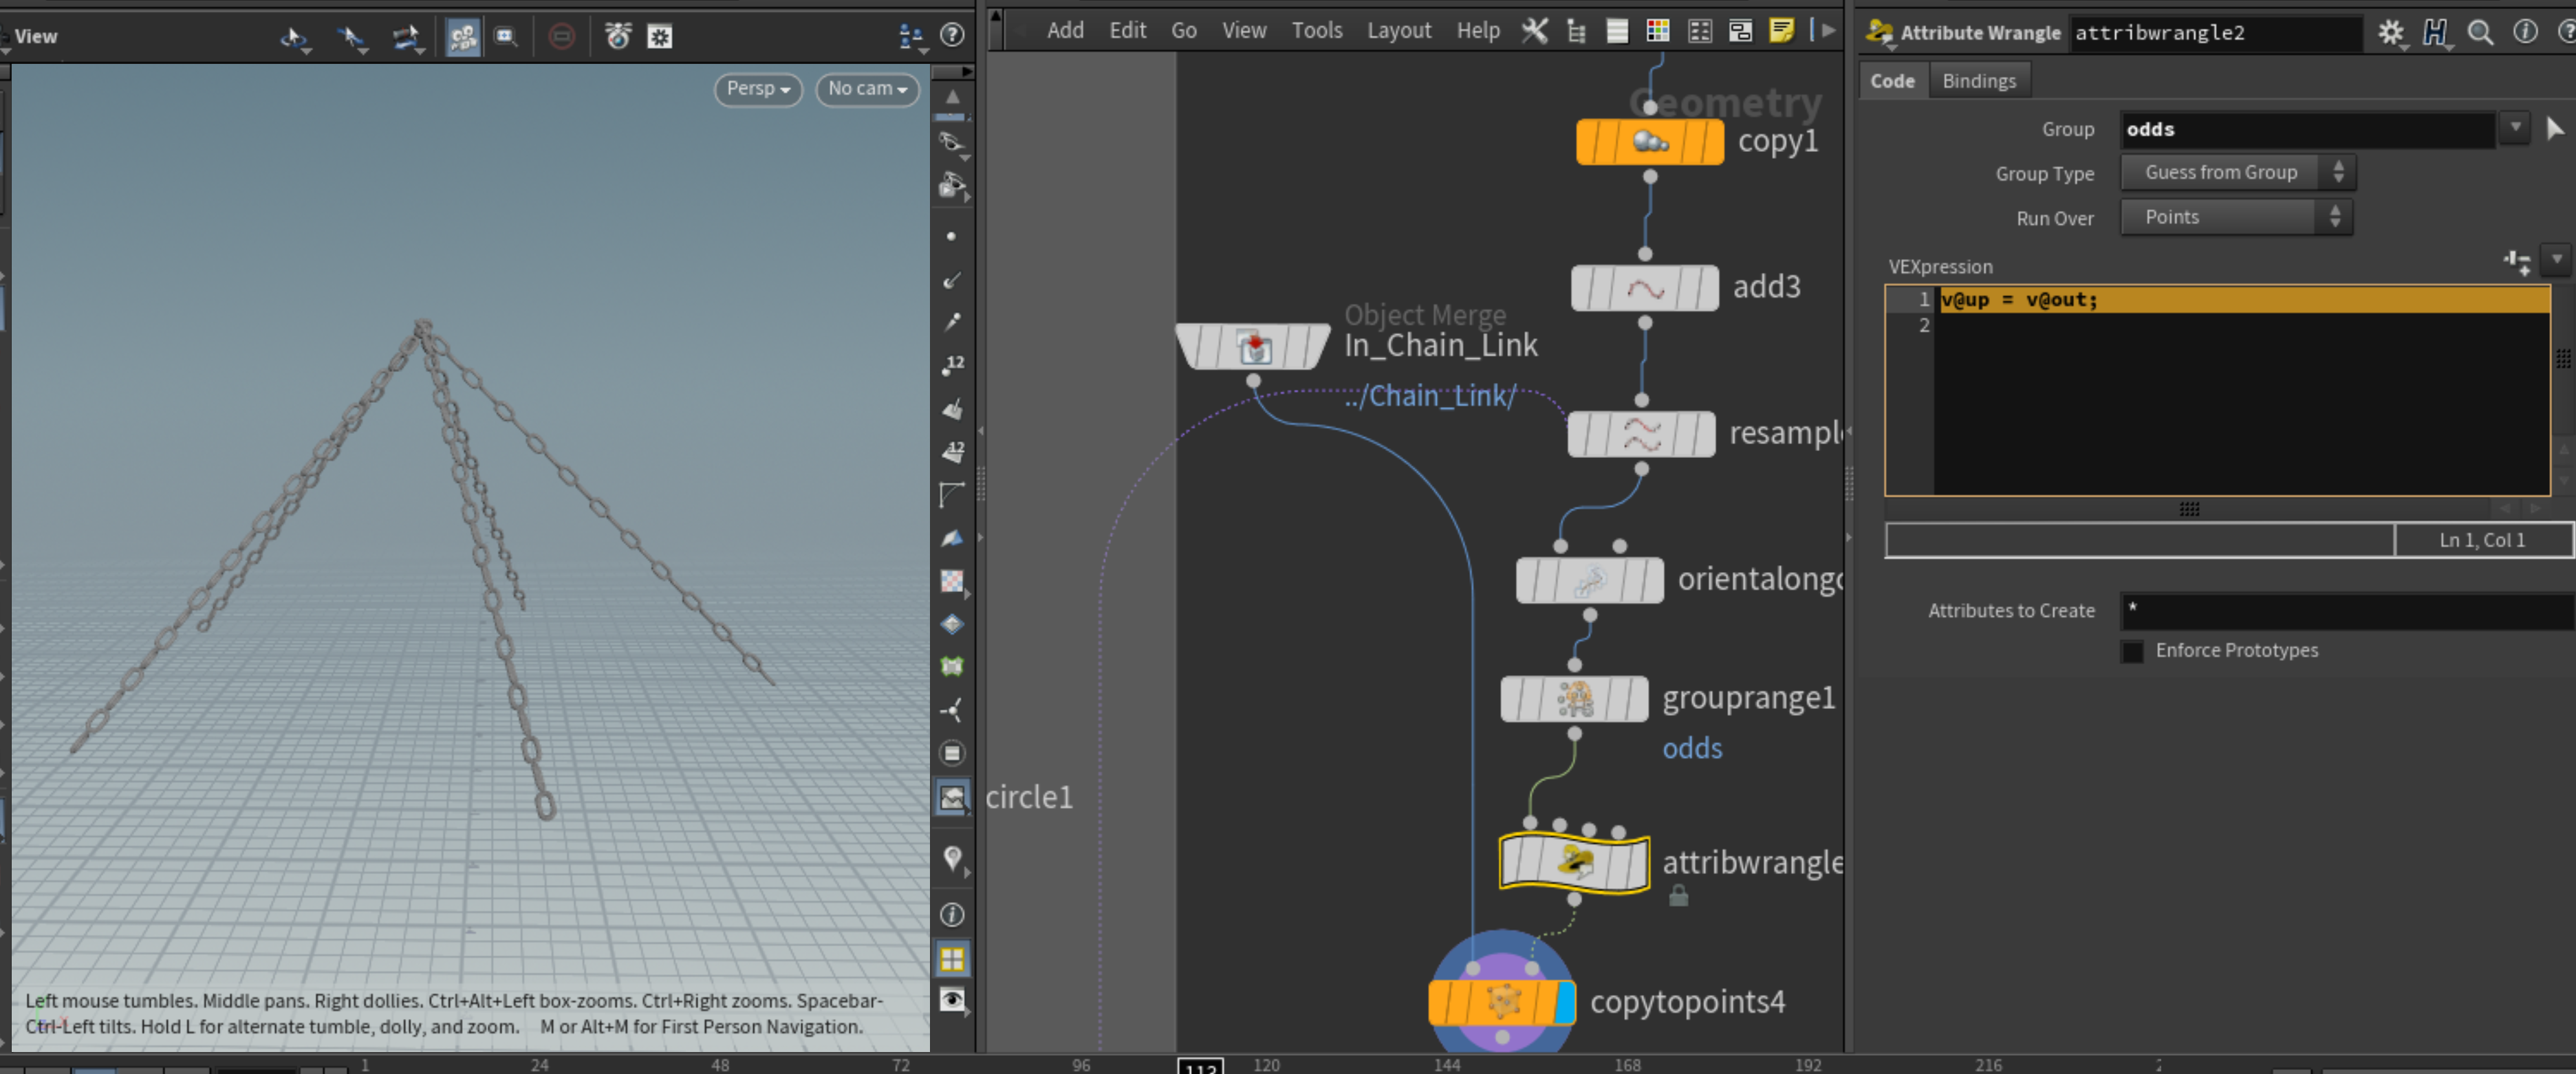 View
Persp
No cam
Left mouse tumbles. Middle pans. Right dollies. Ctrl+Alt+Left box-zooms. Ctrl+Right zooms. Spacebar-
Ctrl-Left tilts. Hold L for alternate tumble, dolly, and zoom. M or Alt+M for First Person Navigation.
12
12
Add Edit Go View Tools Layout Help
Geometry
copy1
add3
Object Merge
In_Chain_Link
../Chain_Link/
resampl
orientalong
grouprange1
odds
circle1
attribwrangle
copytopoints4
Attribute Wrangle attribwrangle2
Code Bindings
Group odds
Group Type Guess from Group
Run Over Points
VEXpression
1 v@up = v@out;
2
Ln 1, Col 1
Attributes to Create *
Enforce Prototypes
1 24 48 72 96 113 120 144 168 192 216